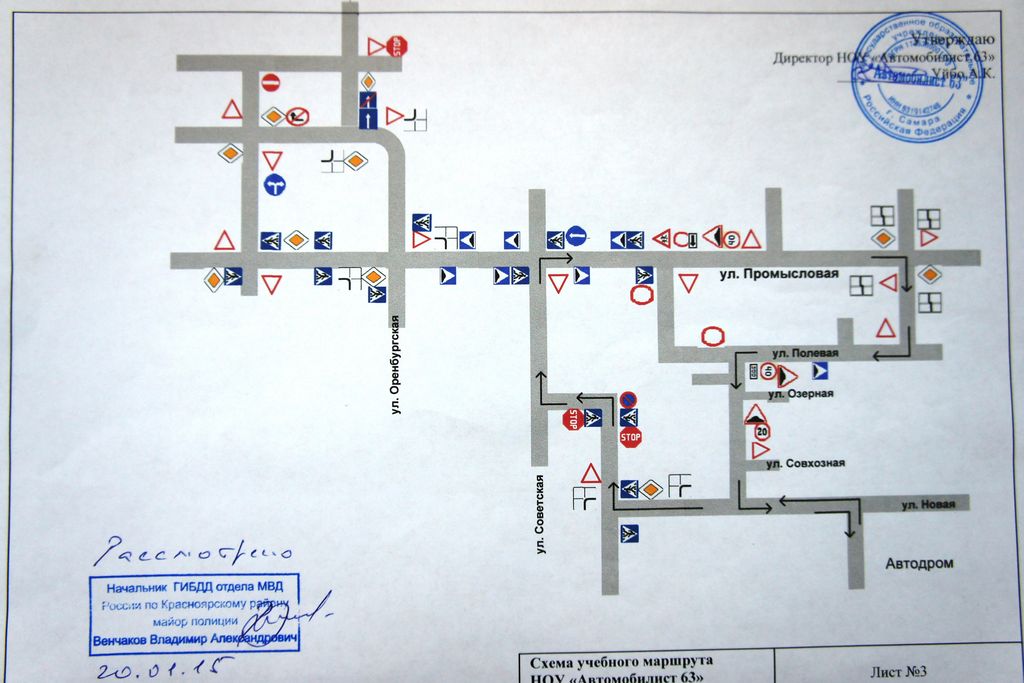 Утверждаю
Директор НОУ «Автомобилист 63»
Уйбо А.К.
Автомобилист 63
г. Самара
Российская Федерация
STOP
ул. Промысловая
ул. Оренбургская
ул. Полевая
40
40
ул. Озерная
20
STOP
STOP
ул. Совхозная
ул. Советская
ул. Новая
Автодром
Рассмотрено
Начальник ГИБДД отдела МВД
России по Красноярскому району
майор полиции
Венчаков Владимир Александрович
20.01.15
Схема учебного маршрута
НОУ «Автомобилист 63»
Лист №3